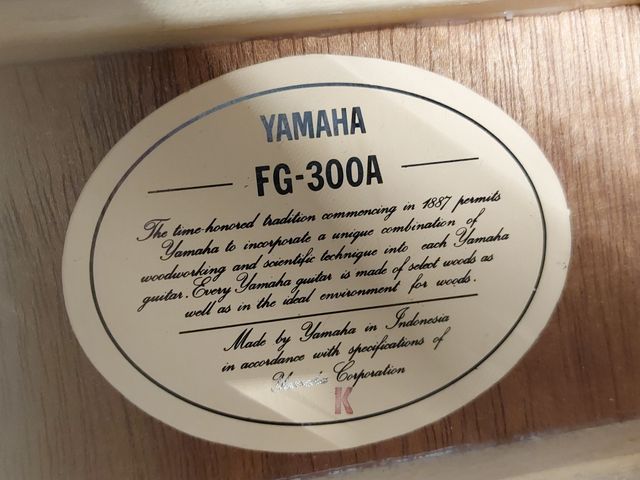 YAMAHA
FG-300A
The time-honored tradition commencing in 1887 permits
Yamaha to incorporate a unique combination of
woodworking and scientific technique into each Yamaha
guitar. Every Yamaha guitar is made of select woods as
well as in the ideal environment for woods.
Made by Yamaha in Indonesia
in accordance with specifications of
Yamaha Corporation
K